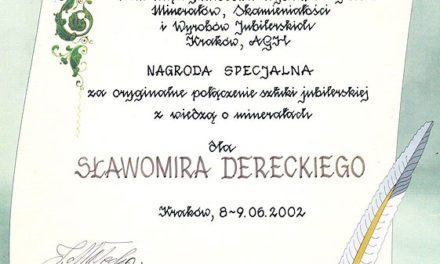 Minerałów, Skamieniałości
i Wyrobów Jubilerskich
Kraków, AGH
NAGRODA SPECJALNA
za oryginalne połączenie sztuki jubilerskiej
z wiedzą o minerałach
dla
SŁAWOMIRA DERECKIEGO
Kraków, 8-9.06.2002